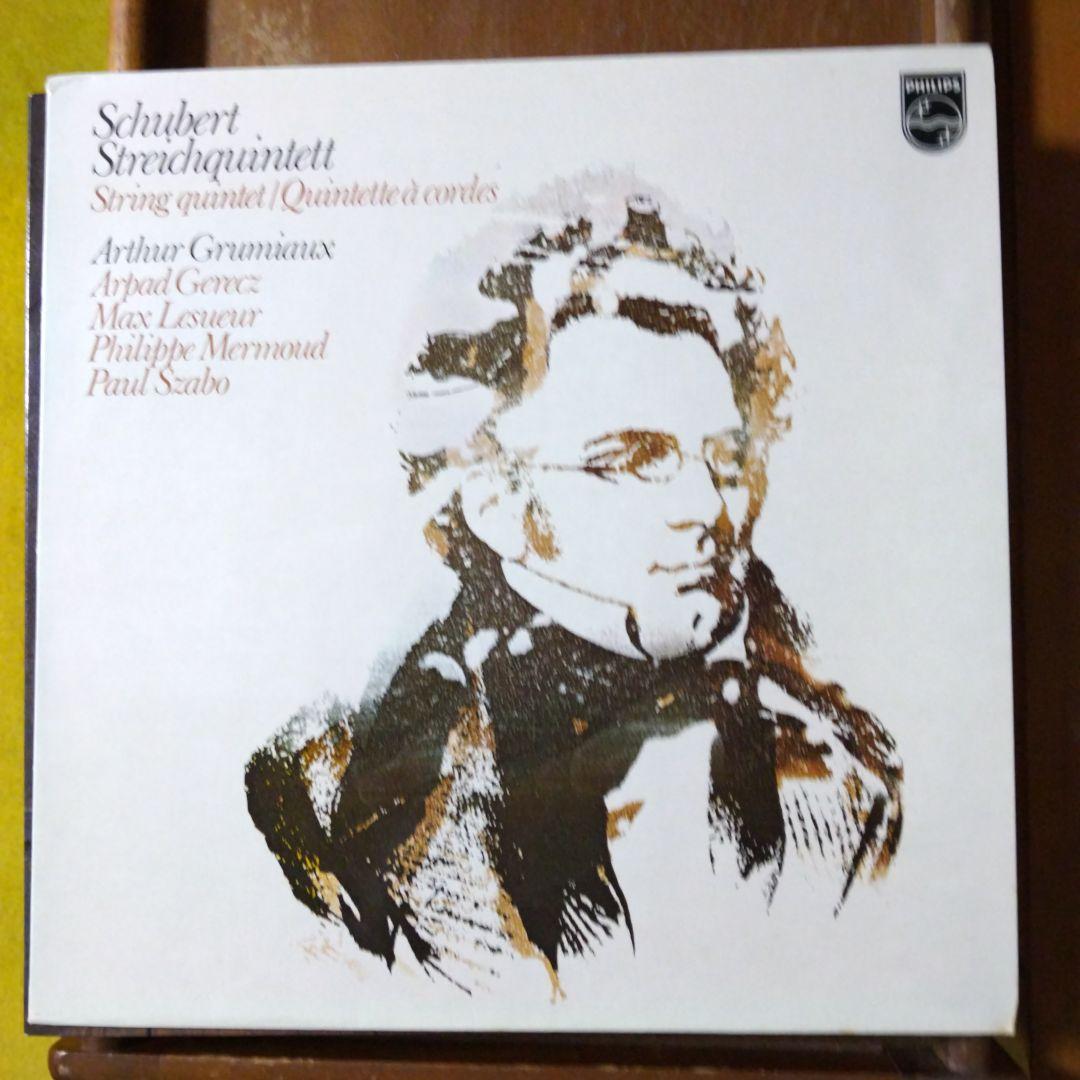 Schubert
Streichquintett
String quintet / Quintette à cordes
Arthur Grumiaux
Arpad Gerecz
Max Lesueur
Philippe Mermoud
Paul Szabo
PHILIPS